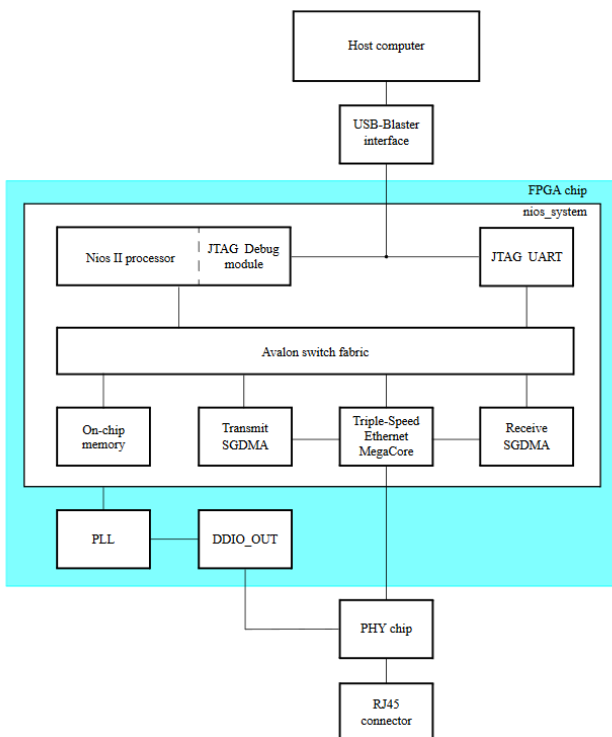 Host computer
USB-Blaster
interface
FPGA chip
nios_system
Nios II processor
JTAG Debug
module
JTAG UART
Avalon switch fabric
On-chip
memory
Transmit
SGDMA
Triple-Speed
Ethernet
MegaCore
Receive
SGDMA
PLL
DDIO_OUT
PHY chip
RJ45
connector